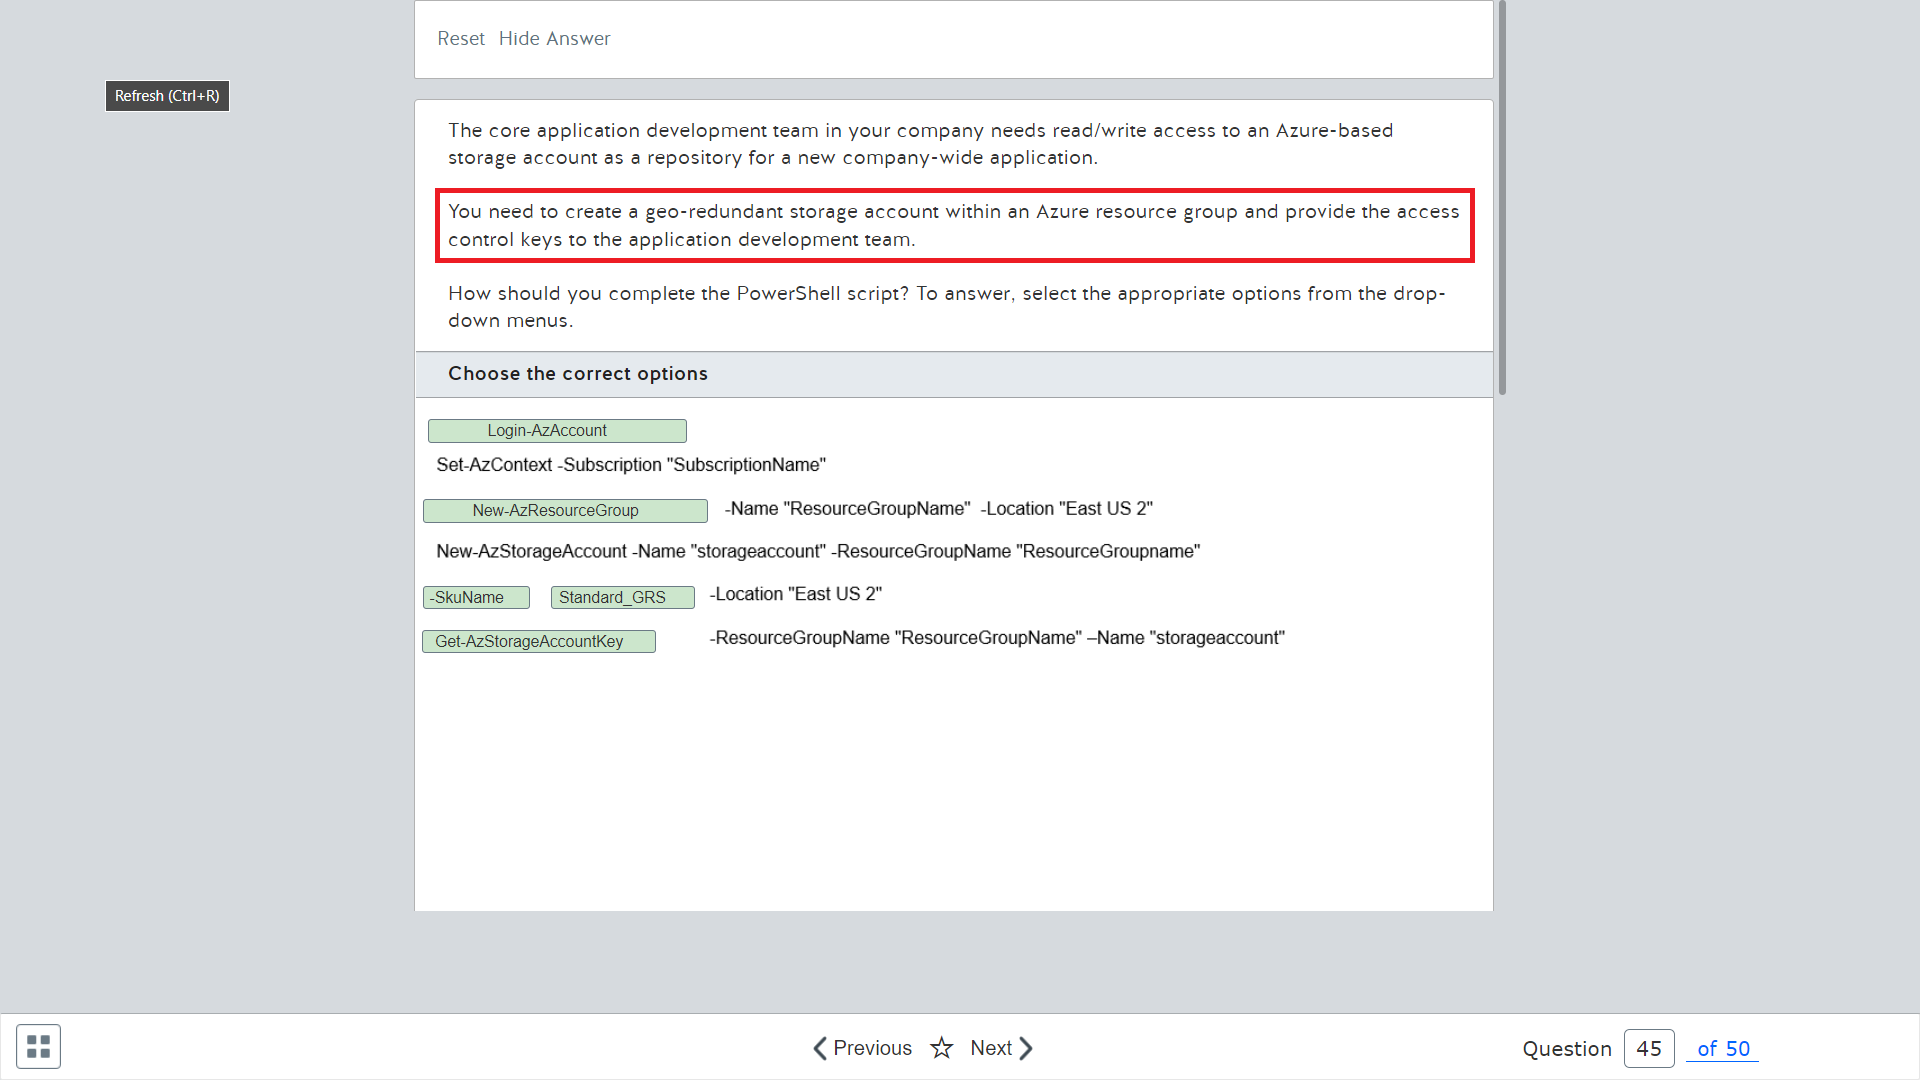 Reset Hide Answer
Refresh (Ctrl+R)
The core application development team in your company needs read/write access to an Azure-based
storage account as a repository for a new company-wide application.
You need to create a geo-redundant storage account within an Azure resource group and provide the access
control keys to the application development team.
How should you complete the PowerShell script? To answer, select the appropriate options from the drop-
down menus.
Choose the correct options
Login-AzAccount
Set-AzContext -Subscription "SubscriptionName"
New-AzResourceGroup -Name "ResourceGroupName" -Location "East US 2"
New-AzStorageAccount -Name "storageaccount" -ResourceGroupName "ResourceGroupname"
-SkuName Standard_GRS -Location "East US 2"
Get-AzStorageAccountKey -ResourceGroupName "ResourceGroupName" –Name "storageaccount"
Previous Next Question 45 of 50